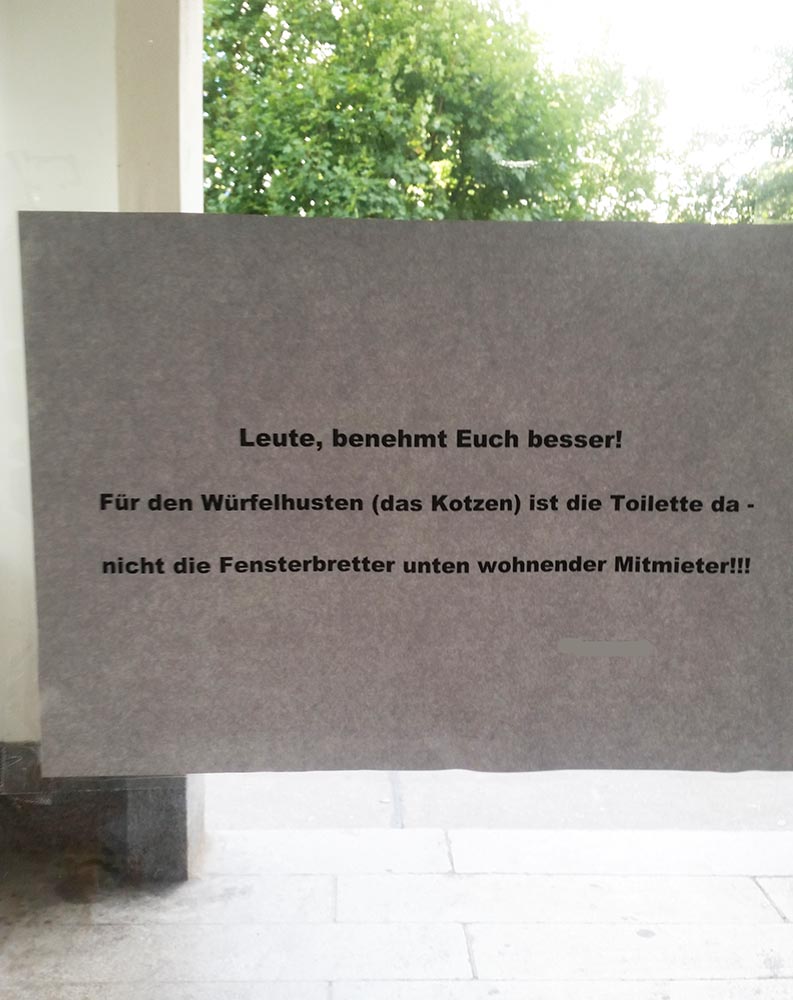 Leute, benehmt Euch besser!
Für den Würfelhusten (das Kotzen) ist die Toilette da -
nicht die Fensterbretter unten wohnender Mitmieter!!!